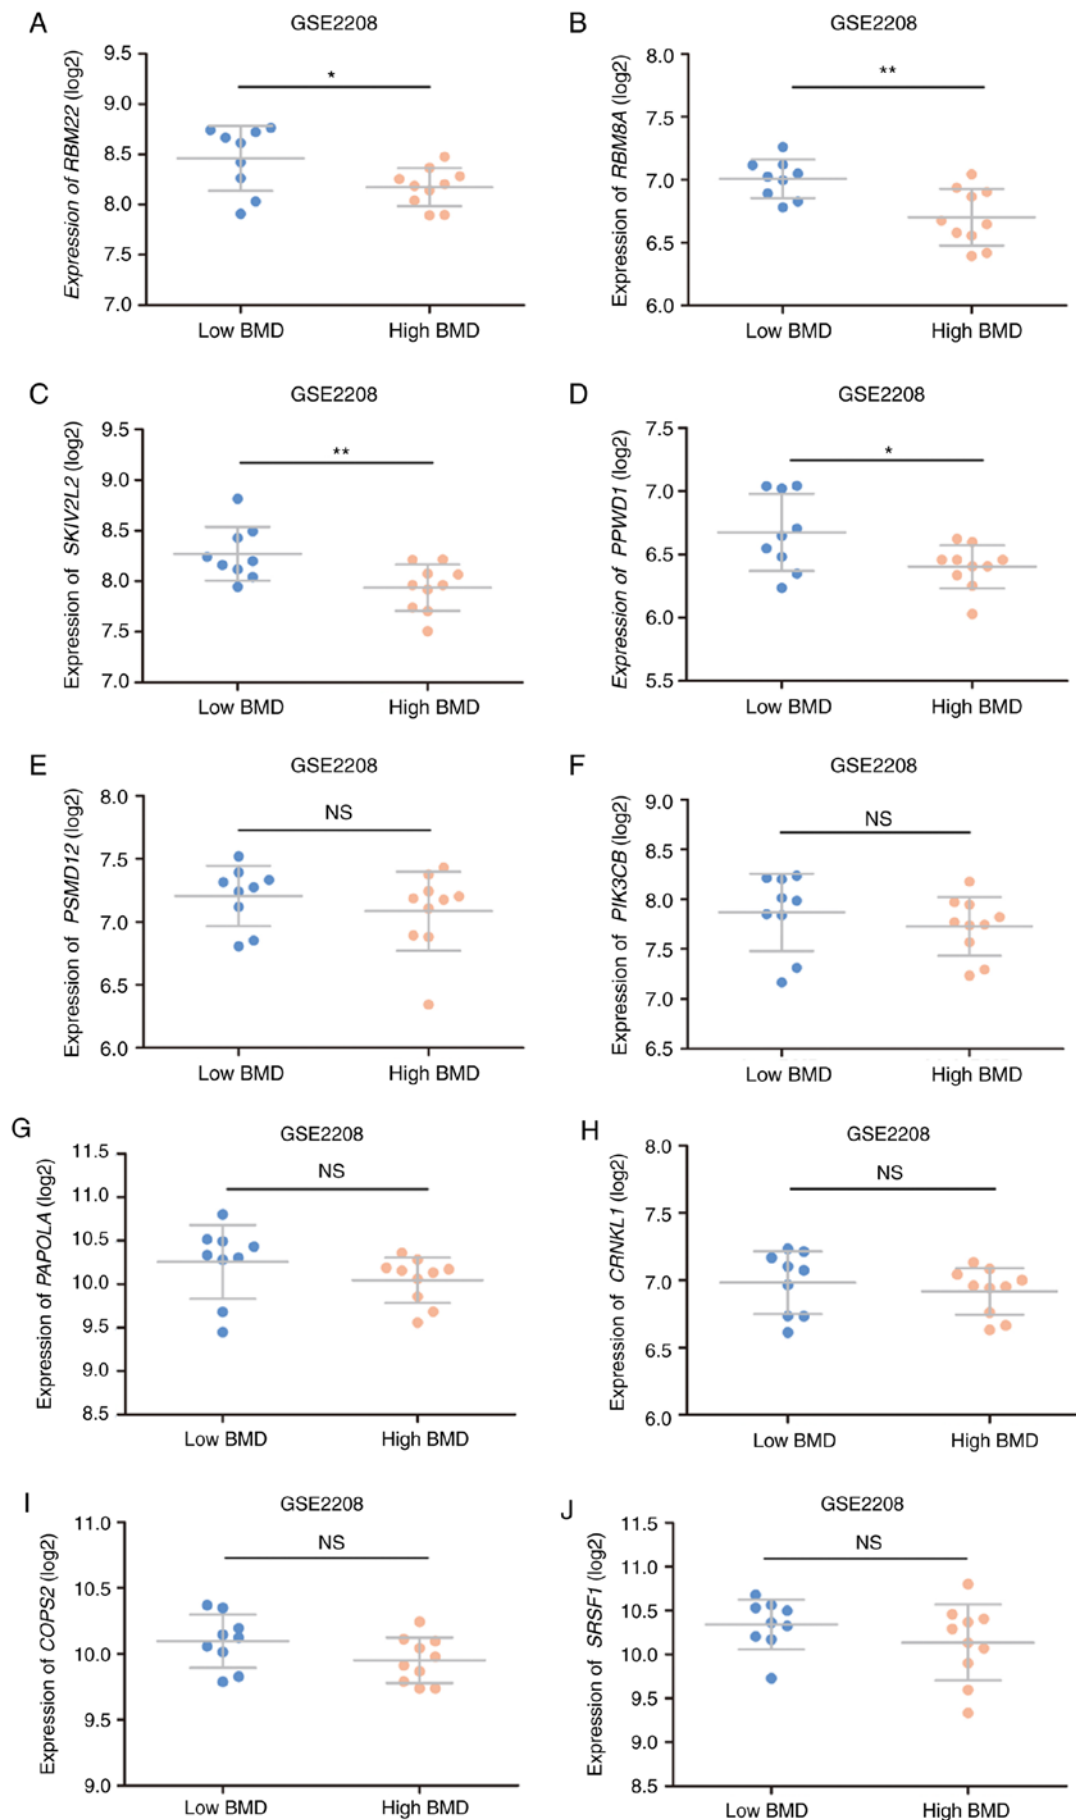 A
GSE2208
Expression of RBM22 (log2)
9.5
9.0
8.5
8.0
7.5
7.0
*
Low BMD
High BMD
B
GSE2208
Expression of RBM8A (log2)
8.0
7.5
7.0
6.5
6.0
**
Low BMD
High BMD
C
GSE2208
Expression of SKIV2L2 (log2)
9.5
9.0
8.5
8.0
7.5
7.0
**
Low BMD
High BMD
D
GSE2208
Expression of PPWD1 (log2)
7.5
7.0
6.5
6.0
5.5
*
Low BMD
High BMD
E
GSE2208
Expression of PSMD12 (log2)
8.0
7.5
7.0
6.5
6.0
NS
Low BMD
High BMD
F
GSE2208
Expression of PIK3CB (log2)
9.0
8.5
8.0
7.5
7.0
6.5
NS
Low BMD
High BMD
G
GSE2208
Expression of PAPOLA (log2)
11.5
11.0
10.5
10.0
9.5
9.0
8.5
NS
Low BMD
High BMD
H
GSE2208
Expression of CRNKL1 (log2)
8.0
7.5
7.0
6.5
6.0
NS
Low BMD
High BMD
I
GSE2208
Expression of COPS2 (log2)
11.0
10.5
10.0
9.5
9.0
NS
Low BMD
High BMD
J
GSE2208
Expression of SRSF1 (log2)
11.5
11.0
10.5
10.0
9.5
9.0
8.5
NS
Low BMD
High BMD